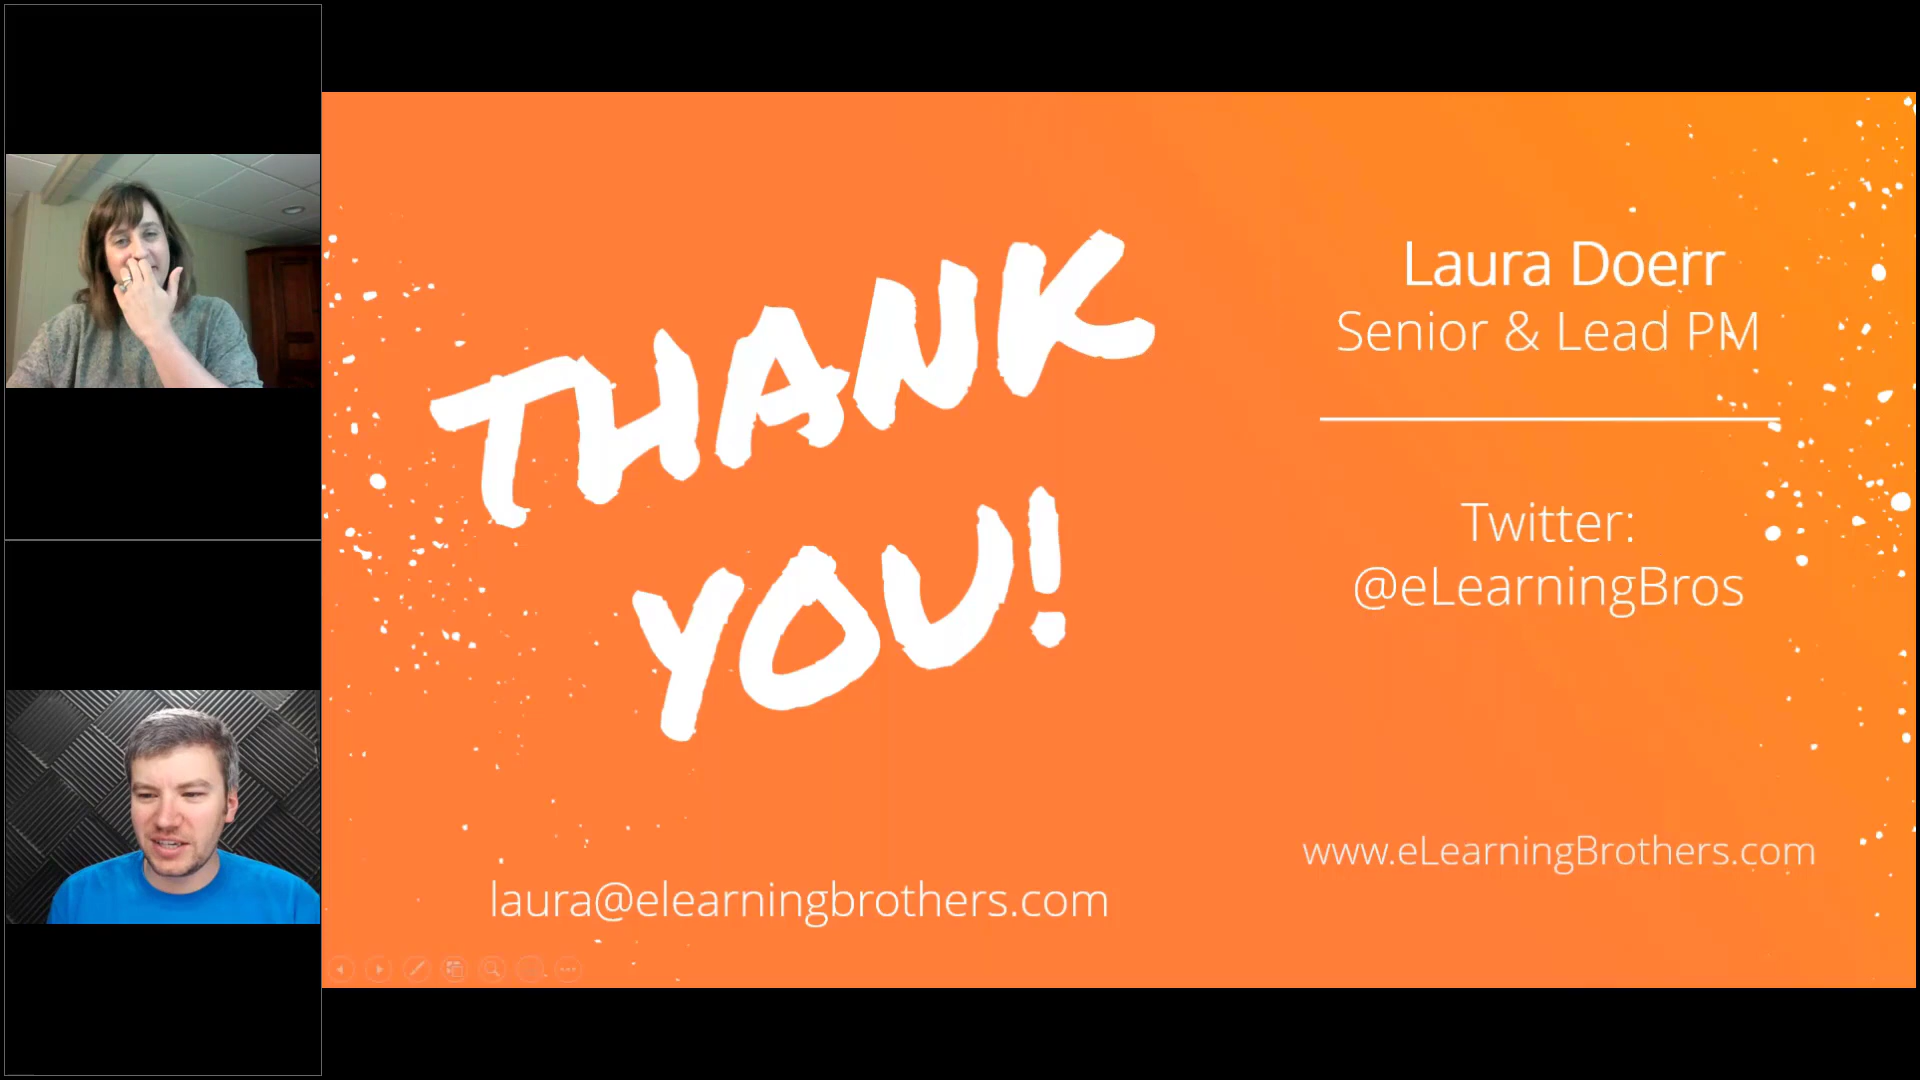 THANK
YOU!
laura@elearningbrothers.com
Laura Doerr
Senior & Lead PM
Twitter:
@eLearningBros
www.eLearningBrothers.com